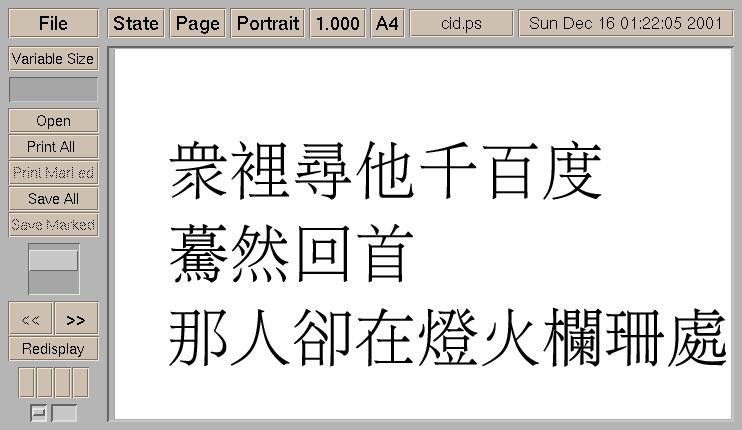 File State Page Portrait 1.000 A4 cid.ps Sun Dec 16 01:22:05 2001
Variable Size
Open
Print All
Print Marked
Save All
Save Marked
<< >>
Redisplay
眾裡尋他千百度
驀然回首
那人卻在燈火欄珊處